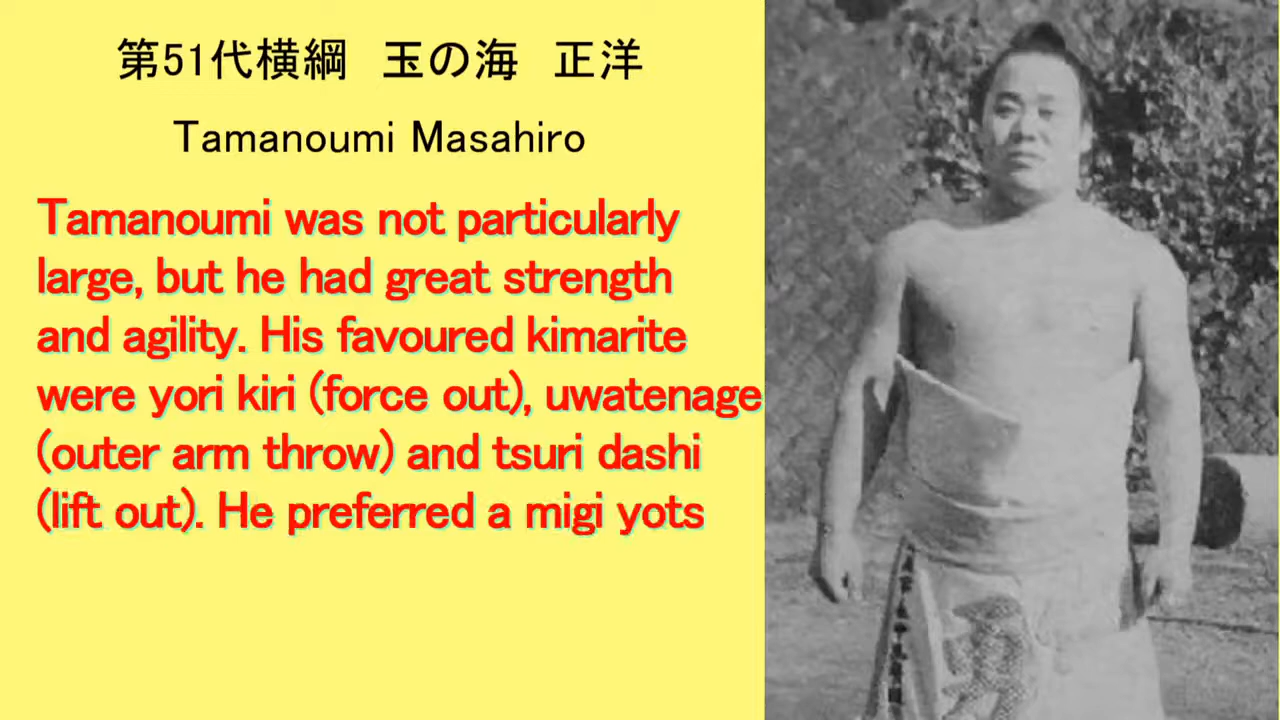 第51代横綱　玉の海　正洋
Tamanoumi Masahiro
Tamanoumi was not particularly
large, but he had great strength
and agility. His favoured kimarite
were yori kiri (force out), uwatenage
(outer arm throw) and tsuri dashi
(lift out). He preferred a migi yots